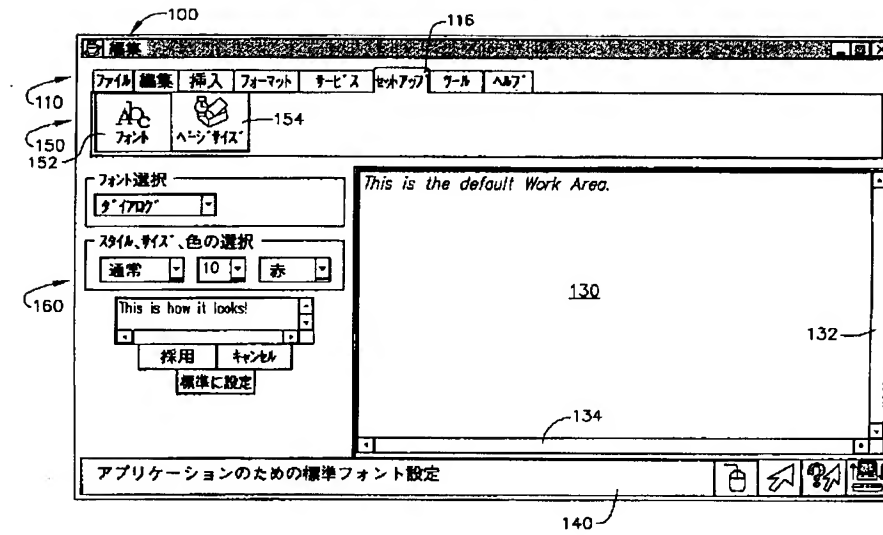 100
編集
116
ファイル 編集 挿入 フォーマット サービス セットアップ ツール ヘルプ
110
Abc
フォント
ページサイズ
154
150
152
フォント選択
ダイアログ
This is the default Work Area.
スタイル、サイズ、色の選択
通常 10 赤
160
This is how it looks!
130
132
採用 キャンセル
標準に設定
134
アプリケーションのための標準フォント設定
140